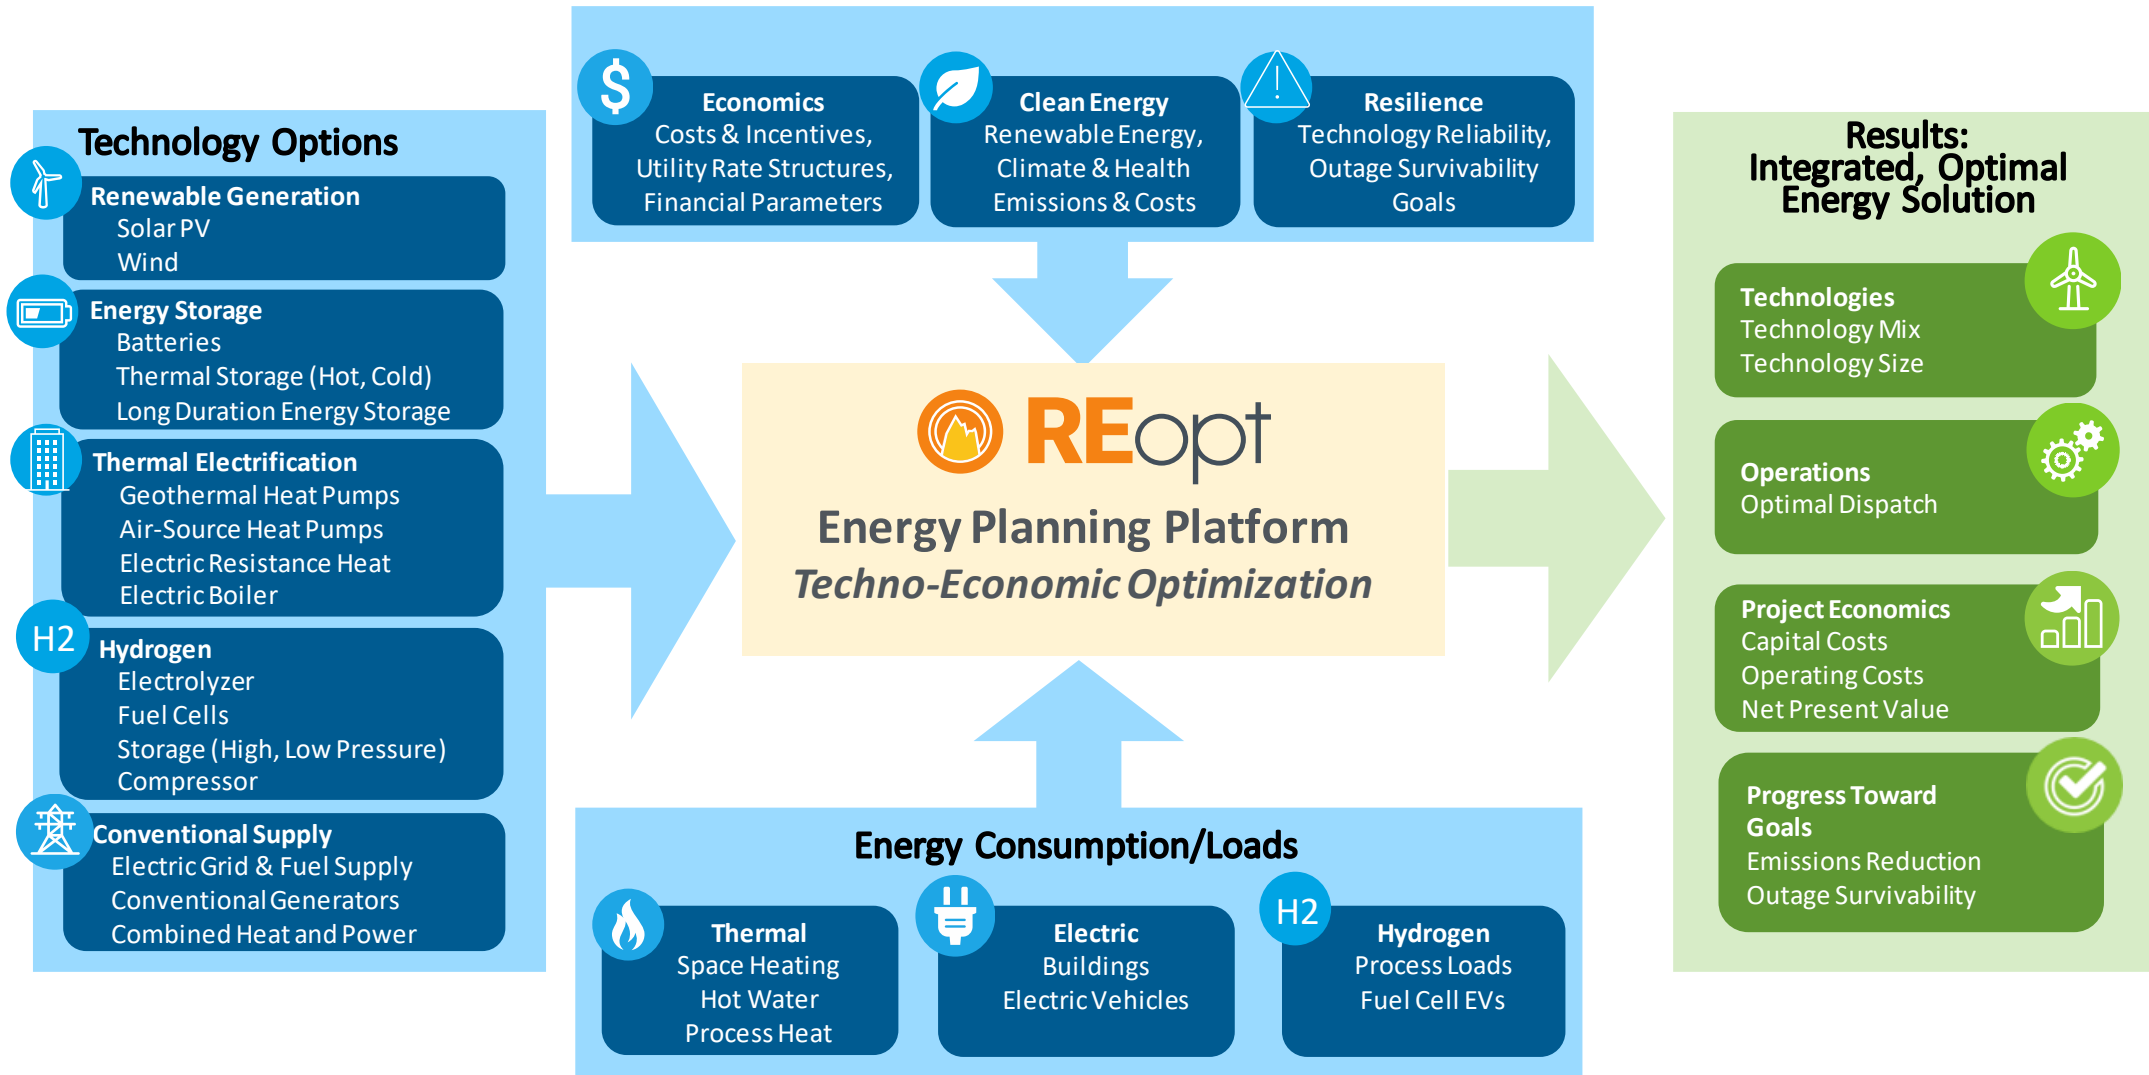 Technology Options
Renewable Generation
Solar PV
Wind
Energy Storage
Batteries
Thermal Storage (Hot, Cold)
Long Duration Energy Storage
Thermal Electrification
Geothermal Heat Pumps
Air-Source Heat Pumps
Electric Resistance Heat
Electric Boiler
H2
Hydrogen
Electrolyzer
Fuel Cells
Storage (High, Low Pressure)
Compressor
Conventional Supply
Electric Grid & Fuel Supply
Conventional Generators
Combined Heat and Power
$
Economics
Costs & Incentives,
Utility Rate Structures,
Financial Parameters
Clean Energy
Renewable Energy,
Climate & Health
Emissions & Costs
!
Resilience
Technology Reliability,
Outage Survivability
Goals
REopt
Energy Planning Platform
Techno-Economic Optimization
Energy Consumption/Loads
Thermal
Space Heating
Hot Water
Process Heat
Electric
Buildings
Electric Vehicles
H2
Hydrogen
Process Loads
Fuel Cell EVs
Results:
Integrated, Optimal
Energy Solution
Technologies
Technology Mix
Technology Size
Operations
Optimal Dispatch
Project Economics
Capital Costs
Operating Costs
Net Present Value
Progress Toward
Goals
Emissions Reduction
Outage Survivability